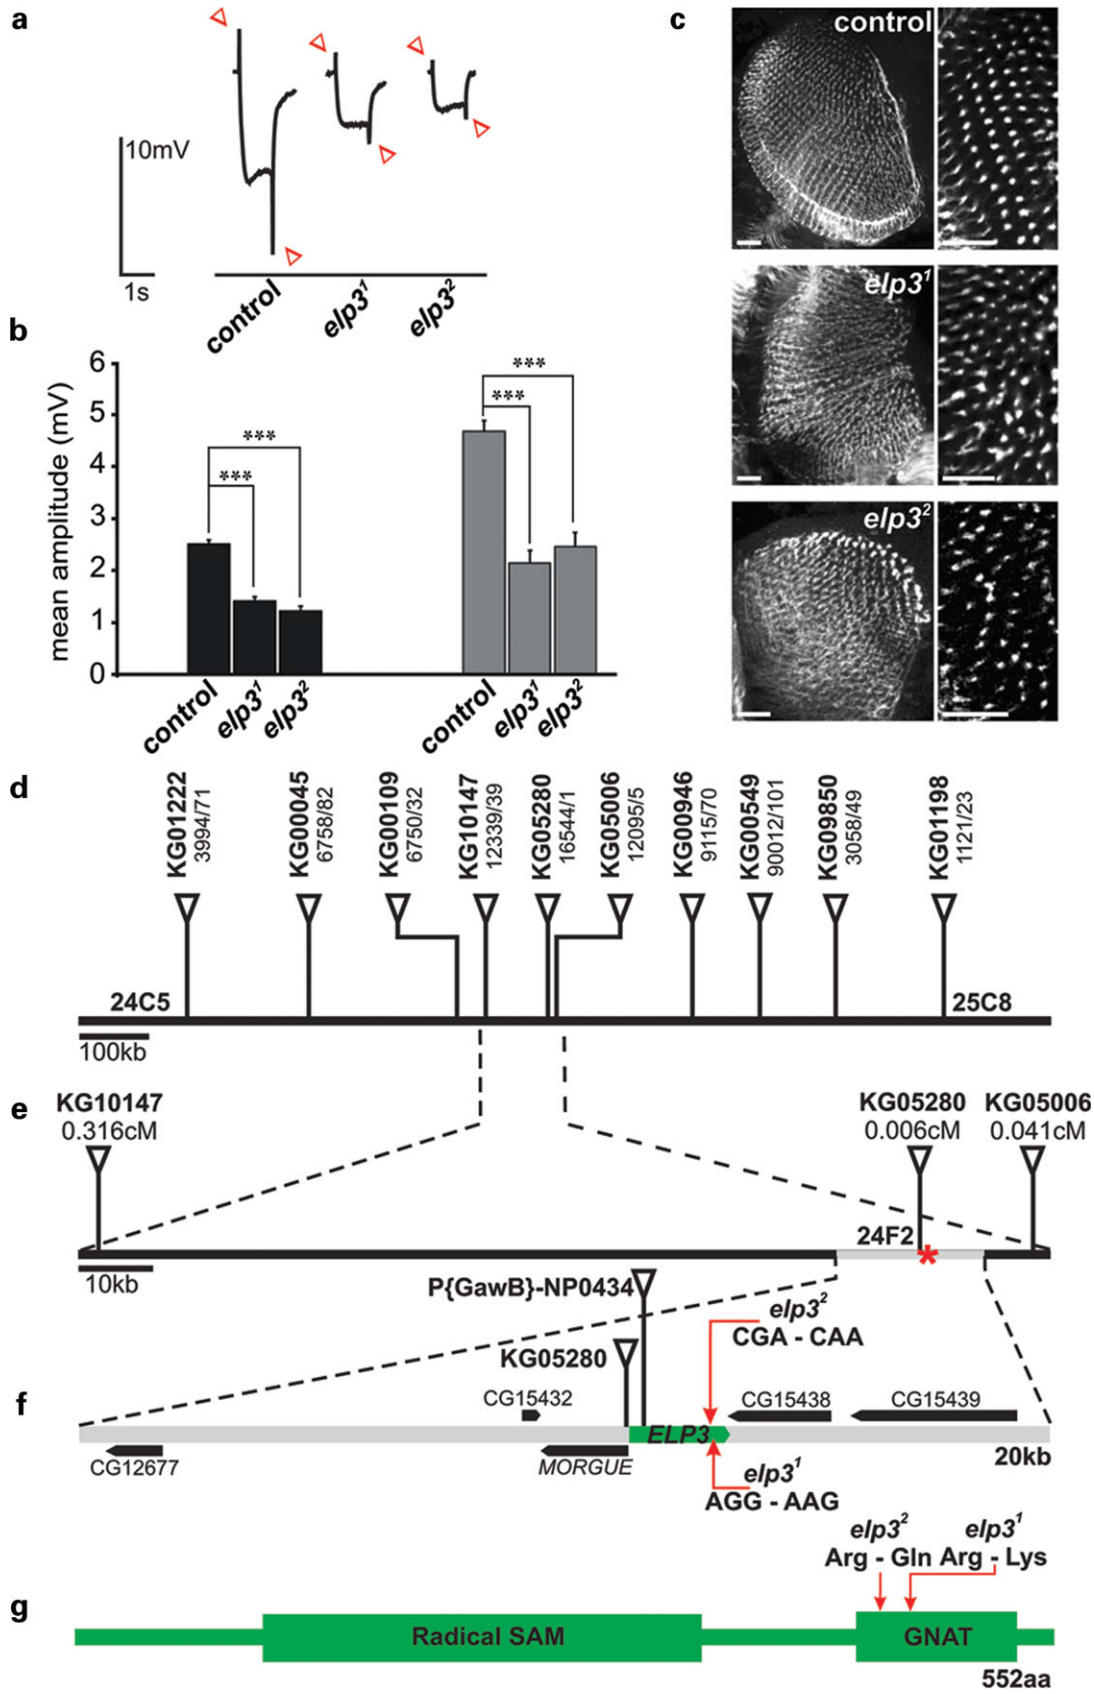 a
10mV
1s
control
elp3¹
elp3²
b
mean amplitude (mV)
6
5
4
3
2
1
0
***
***
***
***
control
elp3¹
elp3²
control
elp3¹
elp3²
c
control
elp3¹
elp3²
d
KG01222
3994/71
KG00045
6758/82
KG00109
6750/32
KG10147
12339/39
KG05280
16544/1
KG05006
12095/5
KG00946
9115/70
KG00549
90012/101
KG09850
3058/49
KG01198
1121/23
24C5
25C8
100kb
e
KG10147
0.316cM
KG05280
0.006cM
KG05006
0.041cM
24F2
*
10kb
f
P{GawB}-NP0434
KG05280
elp3²
CGA - CAA
CG15432
CG15438
CG15439
ELP3
CG12677
MORGUE
20kb
elp3¹
AGG - AAG
g
elp3²
Arg - Gln
elp3¹
Arg - Lys
Radical SAM
GNAT
552aa